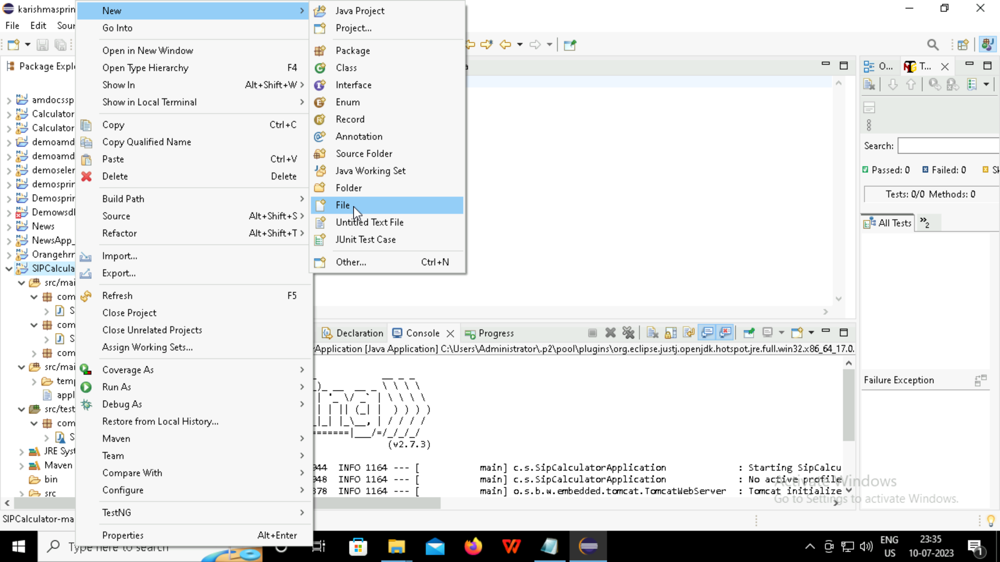 karishmasprin
File Edit Sour
Package Expl
amdocssp
Calculator
Calculator
demoamd
demoamd
demoseler
demosprin
Demosprin
Demowsdl
News
NewsApp_
Orangehrn
SIPCalcula
src/mai
com
S
com
S
com
src/mai
temp
appl
src/test
com
S
JRE Syst
Maven
bin
src
SIPCalculator-ma
New
Go Into
Open in New Window
Open Type Hierarchy F4
Show In Alt+Shift+W
Show in Local Terminal
Copy Ctrl+C
Copy Qualified Name
Paste Ctrl+V
Delete Delete
Build Path
Source Alt+Shift+S
Refactor Alt+Shift+T
Import...
Export...
Refresh F5
Close Project
Close Unrelated Projects
Assign Working Sets...
Coverage As
Run As
Debug As
Restore from Local History...
Maven
Team
Compare With
Configure
TestNG
Properties Alt+Enter
Java Project
Project...
Package
Class
Interface
Enum
Record
Annotation
Source Folder
Java Working Set
Folder
File
Untitled Text File
JUnit Test Case
Other... Ctrl+N
a
Declaration Console Progress
Application [Java Application] C:\Users\Administrator\.p2\pool\plugins\org.eclipse.justj.openjdk.hotspot.jre.full.win32.x86_64_17.0.
(v2.7.3)
944 INFO 1164 --- [ main] c.s.SipCalculatorApplication : Starting SipCalcu
948 INFO 1164 --- [ main] c.s.SipCalculatorApplication : No active profile
378 INFO 1164 --- [ main] o.s.b.w.embedded.tomcat.TomcatWebServer : Tomcat initialize
O... T...
Search:
Passed: 0 Failed: 0 Sk
Tests: 0/0 Methods: 0
All Tests 2
Failure Exception
Activate Windows
Go to Settings to activate Windows.
Type here to search
ENG
US
23:35
10-07-2023
1